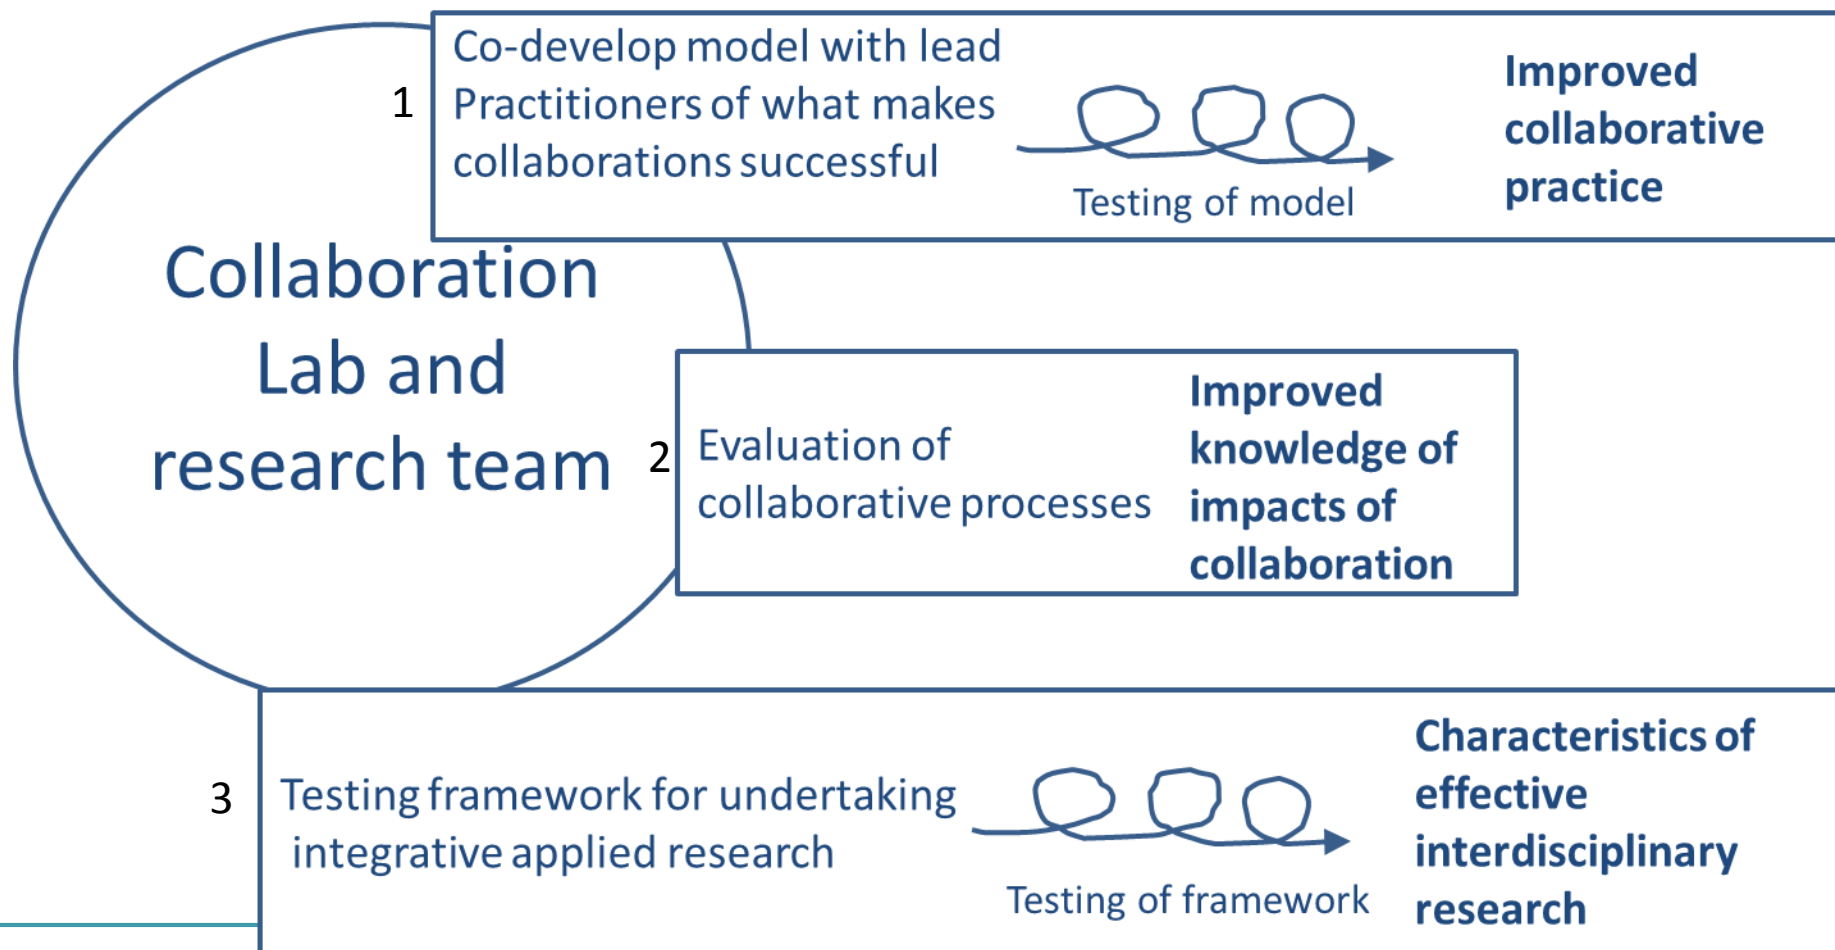 1
Co-develop model with lead
Practitioners of what makes
collaborations successful
Testing of model
Improved
collaborative
practice
Collaboration
Lab and
research team
2
Evaluation of
collaborative processes
Improved
knowledge of
impacts of
collaboration
3
Testing framework for undertaking
integrative applied research
Testing of framework
Characteristics of
effective
interdisciplinary
research